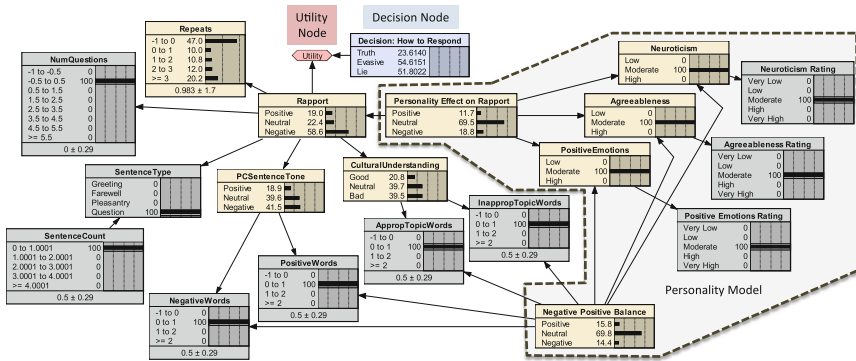 Utility
Node
Decision Node
Repeats
-1 to 0 47.0
0 to 1 10.0
1 to 2 10.8
2 to 3 12.0
>= 3 20.2
0.983 ± 1.7
Decision: How to Respond
Truth 23.6140
Evasive 54.6151
Lie 51.8022
Utility
NumQuestions
-1 to -0.5 0
-0.5 to 0.5 100
0.5 to 1.5 0
1.5 to 2.5 0
2.5 to 3.5 0
3.5 to 4.5 0
4.5 to 5.5 0
>= 5.5 0
0 ± 0.29
Neuroticism
Low 0
Moderate 100
High 0
Neuroticism Rating
Very Low 0
Low 0
Moderate 100
High 0
Very High 0
Rapport
Positive 19.0
Neutral 22.4
Negative 58.6
Personality Effect on Rapport
Positive 11.7
Neutral 69.5
Negative 18.8
Agreeableness
Low 0
Moderate 100
High 0
Agreeableness Rating
Very Low 0
Low 0
Moderate 100
High 0
Very High 0
PositiveEmotions
Low 0
Moderate 100
High 0
SentenceType
Greeting 0
Farewell 0
Pleasantry 0
Question 100
PCSentenceTone
Positive 18.9
Neutral 39.6
Negative 41.5
CulturalUnderstanding
Good 20.8
Neutral 39.7
Bad 39.5
InappropTopicWords
-1 to 0 0
0 to 1 100
1 to 2 0
>= 2 0
0.5 ± 0.29
Positive Emotions Rating
Very Low 0
Low 0
Moderate 100
High 0
Very High 0
AppropTopicWords
-1 to 0 0
0 to 1 100
1 to 2 0
>= 2 0
0.5 ± 0.29
SentenceCount
0 to 1.0001 100
1.0001 to 2.0001 0
2.0001 to 3.0001 0
3.0001 to 4.0001 0
>= 4.0001 0
0.5 ± 0.29
PositiveWords
-1 to 0 0
0 to 1 100
1 to 2 0
>= 2 0
0.5 ± 0.29
Personality Model
NegativeWords
-1 to 0 0
0 to 1 100
1 to 2 0
>= 2 0
0.5 ± 0.29
Negative Positive Balance
Positive 15.8
Neutral 69.8
Negative 14.4